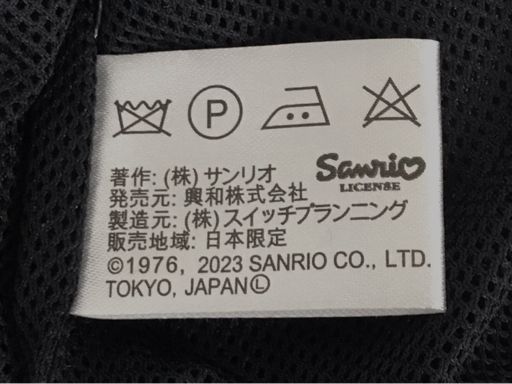 P
著作: (株) サンリオ
Sanrio
LICENSE
発売元: 興和株式会社
製造元: (株) スイッチプランニング
販売地域: 日本限定
©1976, 2023 SANRIO CO., LTD.
TOKYO, JAPAN Ⓛ